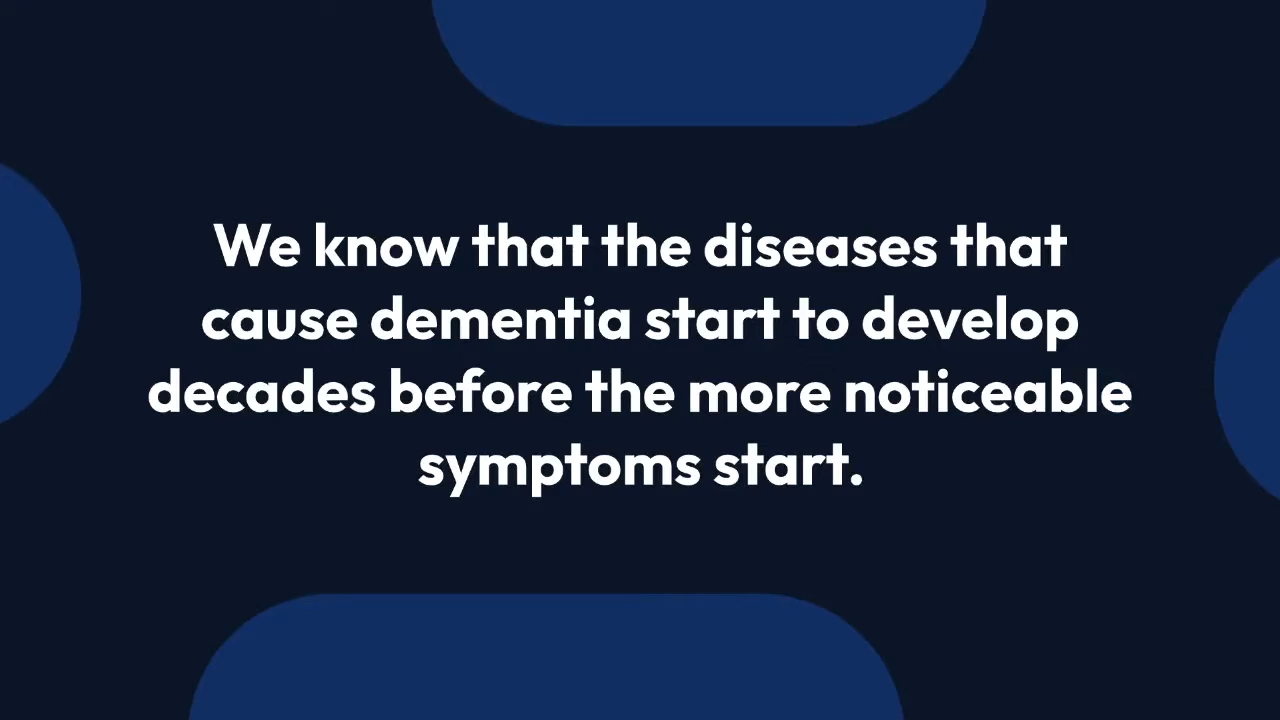 We know that the diseases that
cause dementia start to develop
decades before the more noticeable
symptoms start.